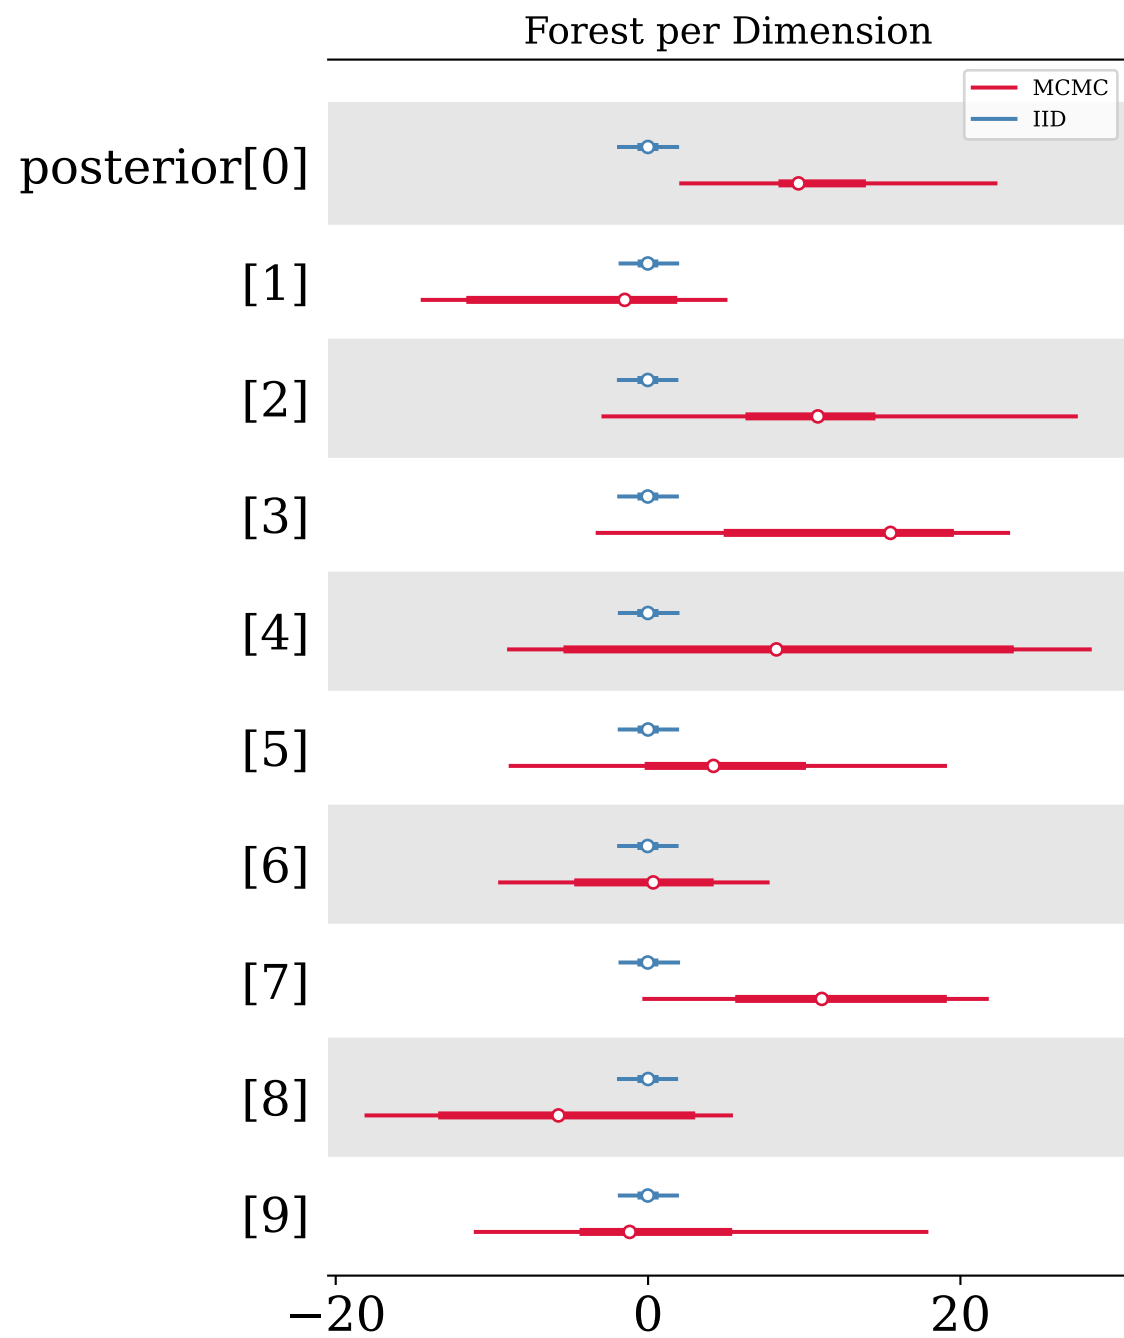 Forest per Dimension
MCMC
IID
posterior[0]
[1]
[2]
[3]
[4]
[5]
[6]
[7]
[8]
[9]
−20 0 20